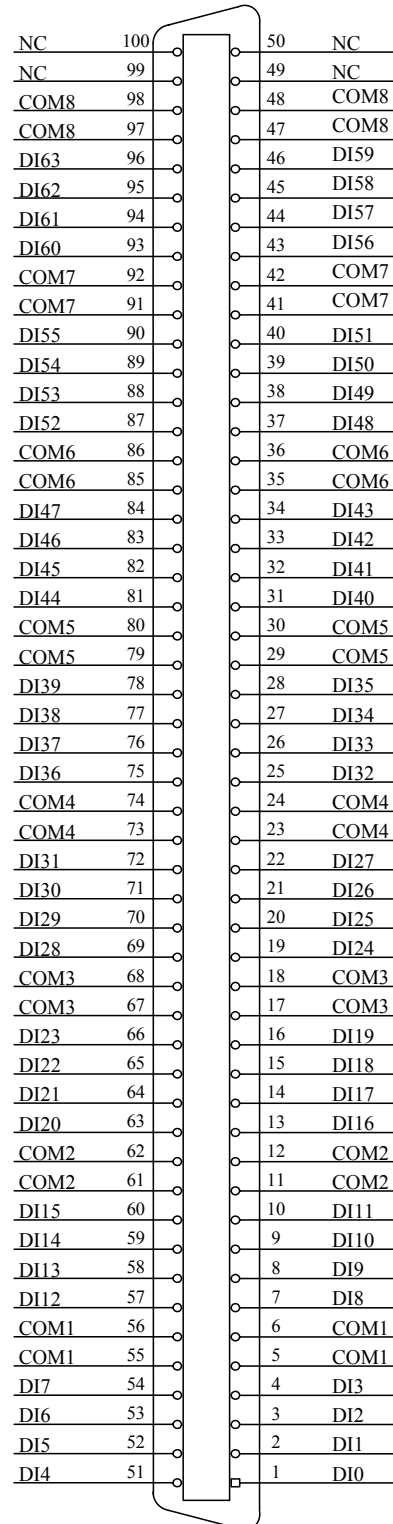 NC 100 50 NC
NC 99 49 NC
COM8 98 48 COM8
COM8 97 47 COM8
DI63 96 46 DI59
DI62 95 45 DI58
DI61 94 44 DI57
DI60 93 43 DI56
COM7 92 42 COM7
COM7 91 41 COM7
DI55 90 40 DI51
DI54 89 39 DI50
DI53 88 38 DI49
DI52 87 37 DI48
COM6 86 36 COM6
COM6 85 35 COM6
DI47 84 34 DI43
DI46 83 33 DI42
DI45 82 32 DI41
DI44 81 31 DI40
COM5 80 30 COM5
COM5 79 29 COM5
DI39 78 28 DI35
DI38 77 27 DI34
DI37 76 26 DI33
DI36 75 25 DI32
COM4 74 24 COM4
COM4 73 23 COM4
DI31 72 22 DI27
DI30 71 21 DI26
DI29 70 20 DI25
DI28 69 19 DI24
COM3 68 18 COM3
COM3 67 17 COM3
DI23 66 16 DI19
DI22 65 15 DI18
DI21 64 14 DI17
DI20 63 13 DI16
COM2 62 12 COM2
COM2 61 11 COM2
DI15 60 10 DI11
DI14 59 9 DI10
DI13 58 8 DI9
DI12 57 7 DI8
COM1 56 6 COM1
COM1 55 5 COM1
DI7 54 4 DI3
DI6 53 3 DI2
DI5 52 2 DI1
DI4 51 1 DI0